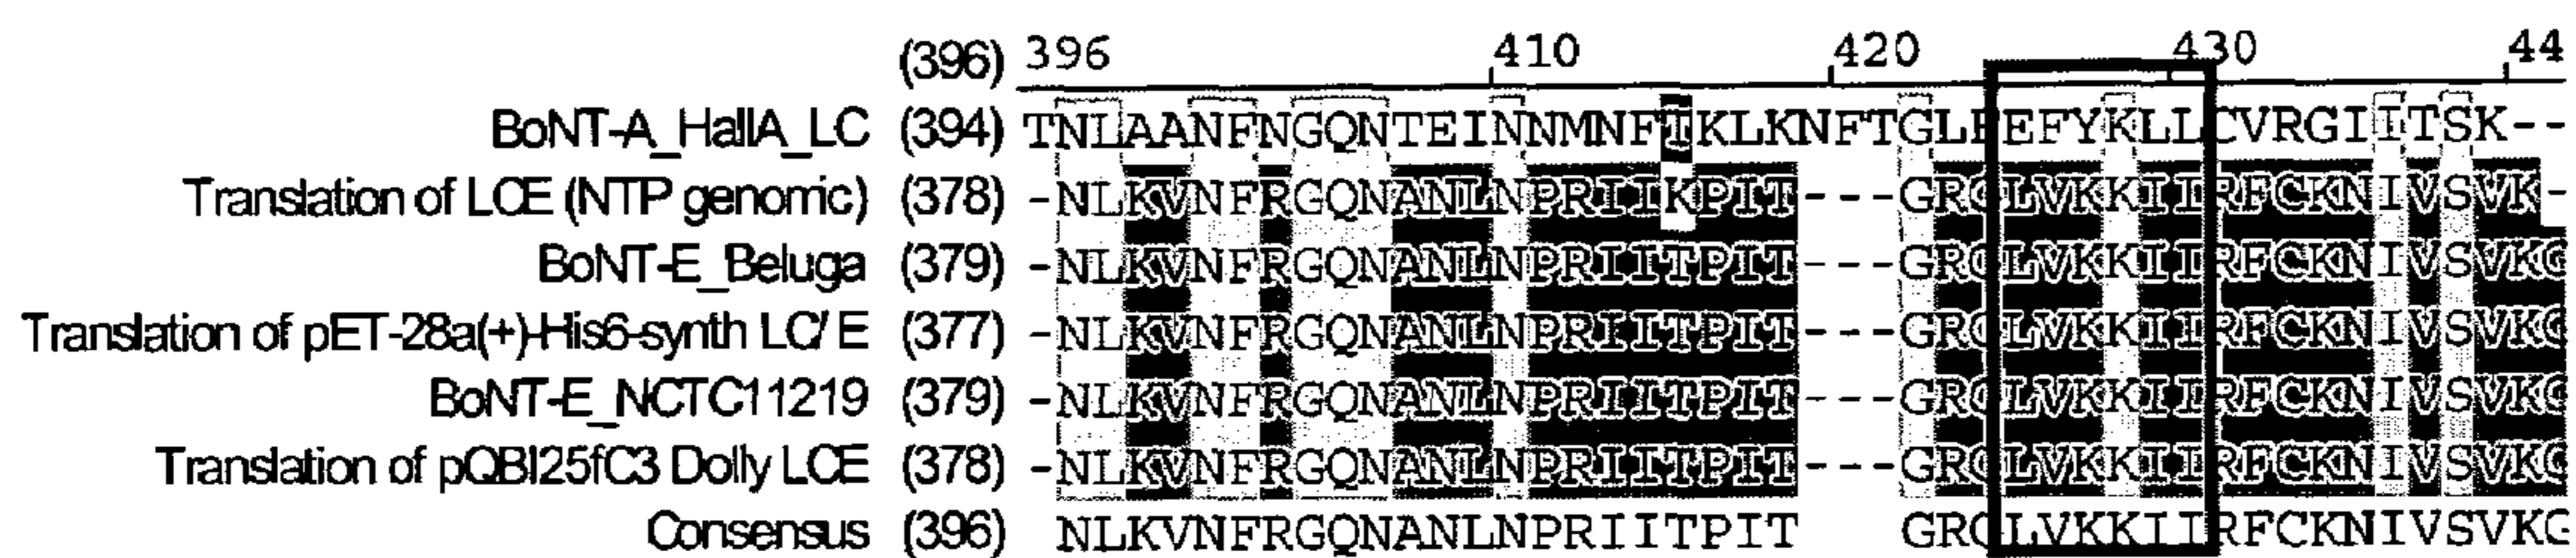 (396) 396 410 420 430 44
BoNT-A_HallA_LC (394) TNLAANFNGQNTEINNMNFTKLKNFTGLFEFYKLLCVRGIITSK--
Translation of LCE (NTP genomic) (378) -NLKVNFRGQNANLNPRIIKPIT---GRGLVKKIIRFCKNIVSVK-
BoNT-E_Beluga (379) -NLKVNFRGQNANLNPRIITPIT---GRGLVKKIIRFCKNIVSVKG
Translation of pET-28a(+)-His6-synth LC/ E (377) -NLKVNFRGQNANLNPRIITPIT---GRGLVKKIIRFCKNIVSVKG
BoNT-E_NCTC11219 (379) -NLKVNFRGQNANLNPRIITPIT---GRGLVKKIIRFCKNIVSVKG
Translation of pQBI25fC3 Dolly LCE (378) -NLKVNFRGQNANLNPRIITPIT---GRGLVKKIIRFCKNIVSVKG
Consensus (396) NLKVNFRGQNANLNPRIITPIT GRGLVKKIIRFCKNIVSVKG